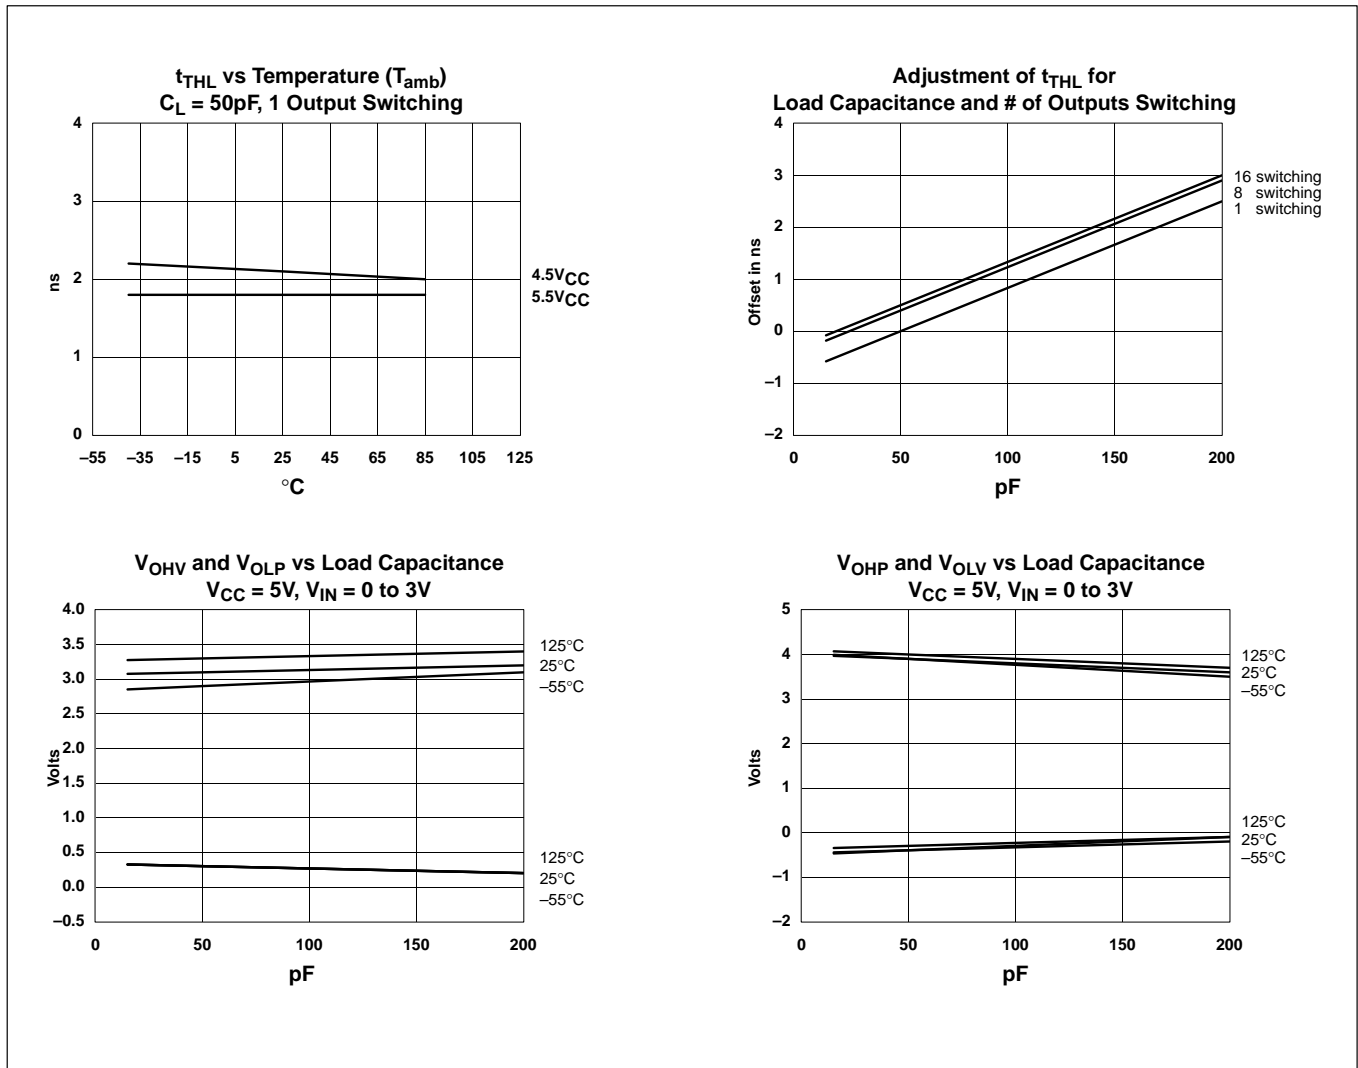 tTHL vs Temperature (Tamb)
CL = 50pF, 1 Output Switching
4
3
2
1
0
ns
–55 –35 –15 5 25 45 65 85 105 125
°C
4.5VCC
5.5VCC
Adjustment of tTHL for
Load Capacitance and # of Outputs Switching
4
3
2
1
0
–1
–2
Offset in ns
0 50 100 150 200
pF
16 switching
8 switching
1 switching
VOHV and VOLP vs Load Capacitance
VCC = 5V, VIN = 0 to 3V
4.0
3.5
3.0
2.5
2.0
1.5
1.0
0.5
0.0
–0.5
Volts
0 50 100 150 200
pF
125°C
25°C
–55°C
125°C
25°C
–55°C
VOHP and VOLV vs Load Capacitance
VCC = 5V, VIN = 0 to 3V
5
4
3
2
1
0
–1
–2
Volts
0 50 100 150 200
pF
125°C
25°C
–55°C
125°C
25°C
–55°C